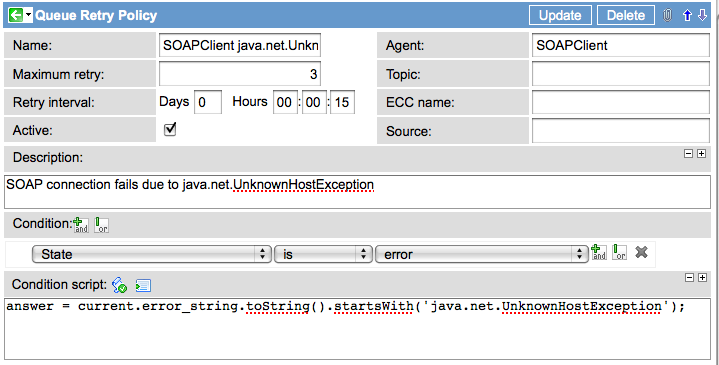 Queue Retry Policy Update Delete
Name: SOAPClient java.net.Unkn Agent: SOAPClient
Maximum retry: 3 Topic:
Retry interval: Days 0 Hours 00 : 00 : 15 ECC name:
Active: Source:
Description:
SOAP connection fails due to java.net.UnknownHostException
Condition: and or
State is error and or
Condition script:
answer = current.error_string.toString().startsWith('java.net.UnknownHostException');